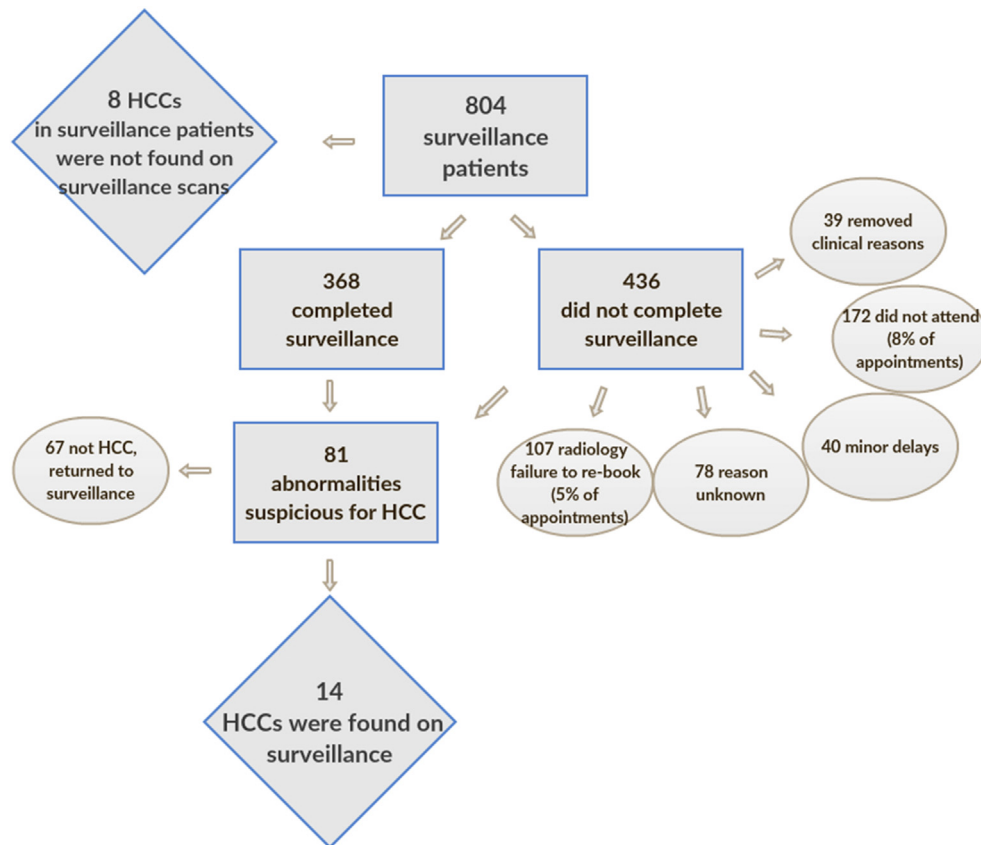 8 HCCs
in surveillance patients
were not found on
surveillance scans
804
surveillance
patients
39 removed
clinical reasons
368
completed
surveillance
436
did not complete
surveillance
172 did not attend
(8% of
appointments)
67 not HCC,
returned to
surveillance
81
abnormalities
suspicious for HCC
107 radiology
failure to re-book
(5% of
appointments)
78 reason
unknown
40 minor delays
14
HCCs were found on
surveillance